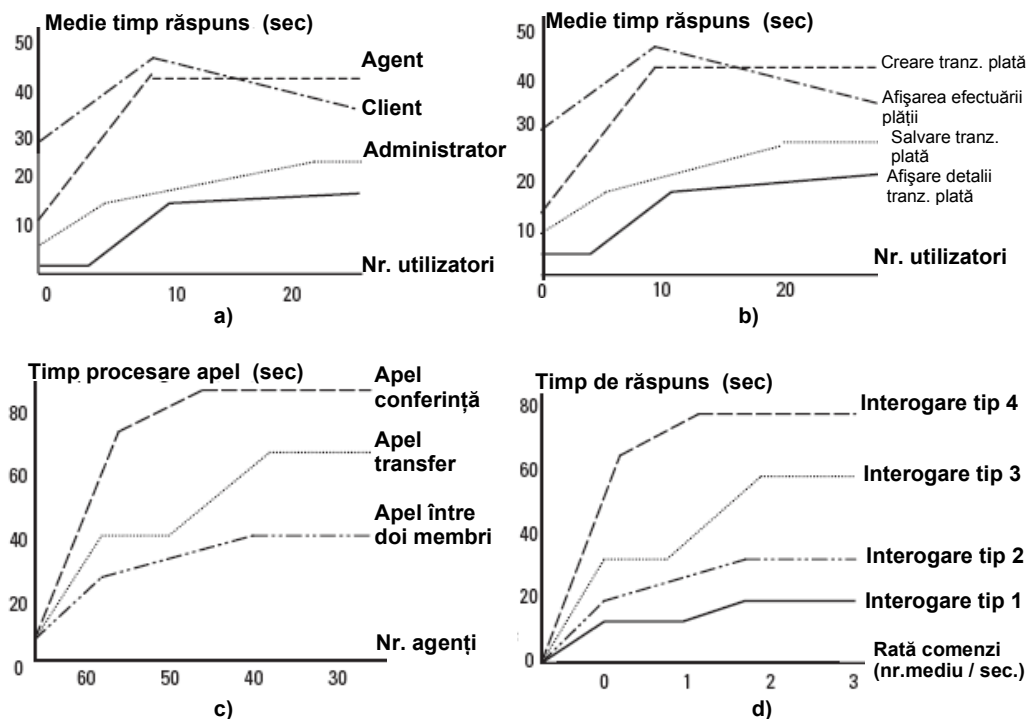 Medie timp răspuns (sec)
50
40
30
20
10
Agent
Client
Administrator
Nr. utilizatori
0 10 20
a)
Medie timp răspuns (sec)
50
40
30
20
10
Creare tranz. plată
Afişarea efectuării
plății
Salvare tranz.
plată
Afişare detalii
tranz. plată
Nr. utilizatori
0 10 20
b)
Timp procesare apel (sec)
80
60
40
20
0
Apel
conferință
Apel
transfer
Apel între
doi membri
Nr. agenți
60 50 40 30
c)
Timp de răspuns (sec)
80
60
40
20
0
Interogare tip 4
Interogare tip 3
Interogare tip 2
Interogare tip 1
Rată comenzi
(nr.mediu / sec.)
0 1 2 3
d)